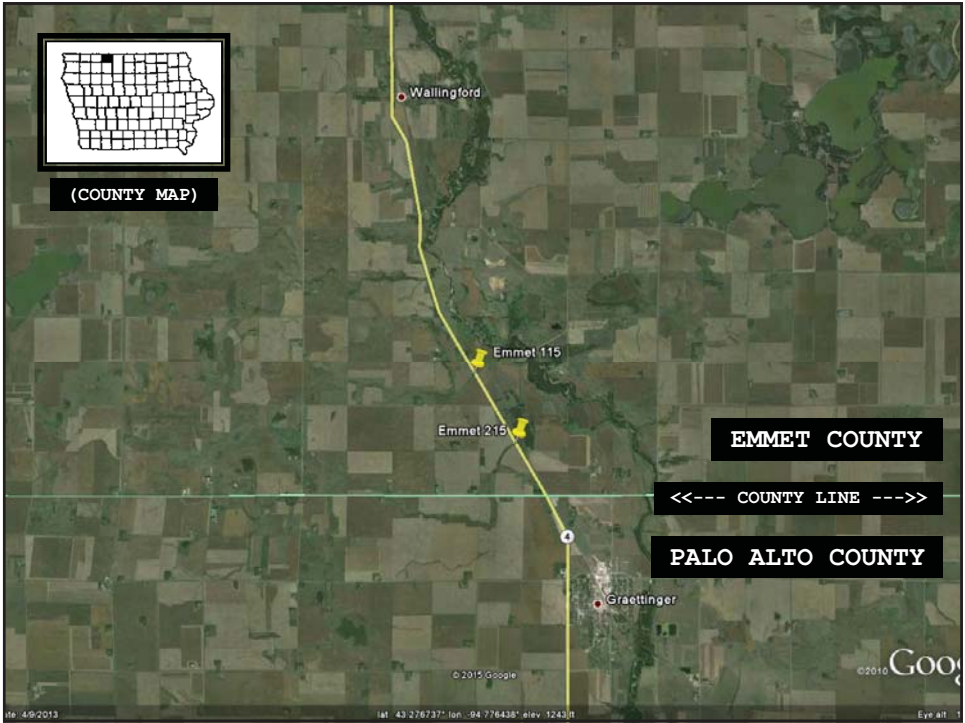 Wallingford
(COUNTY MAP)
Emmet 115
Emmet 215
EMMET COUNTY
<<--- COUNTY LINE --->>
4
PALO ALTO COUNTY
Graettinger
©2010 Goo
© 2015 Google
4/9/2013
lat 43.276737° lon -94.776438° elev 1243 ft
Eye alt